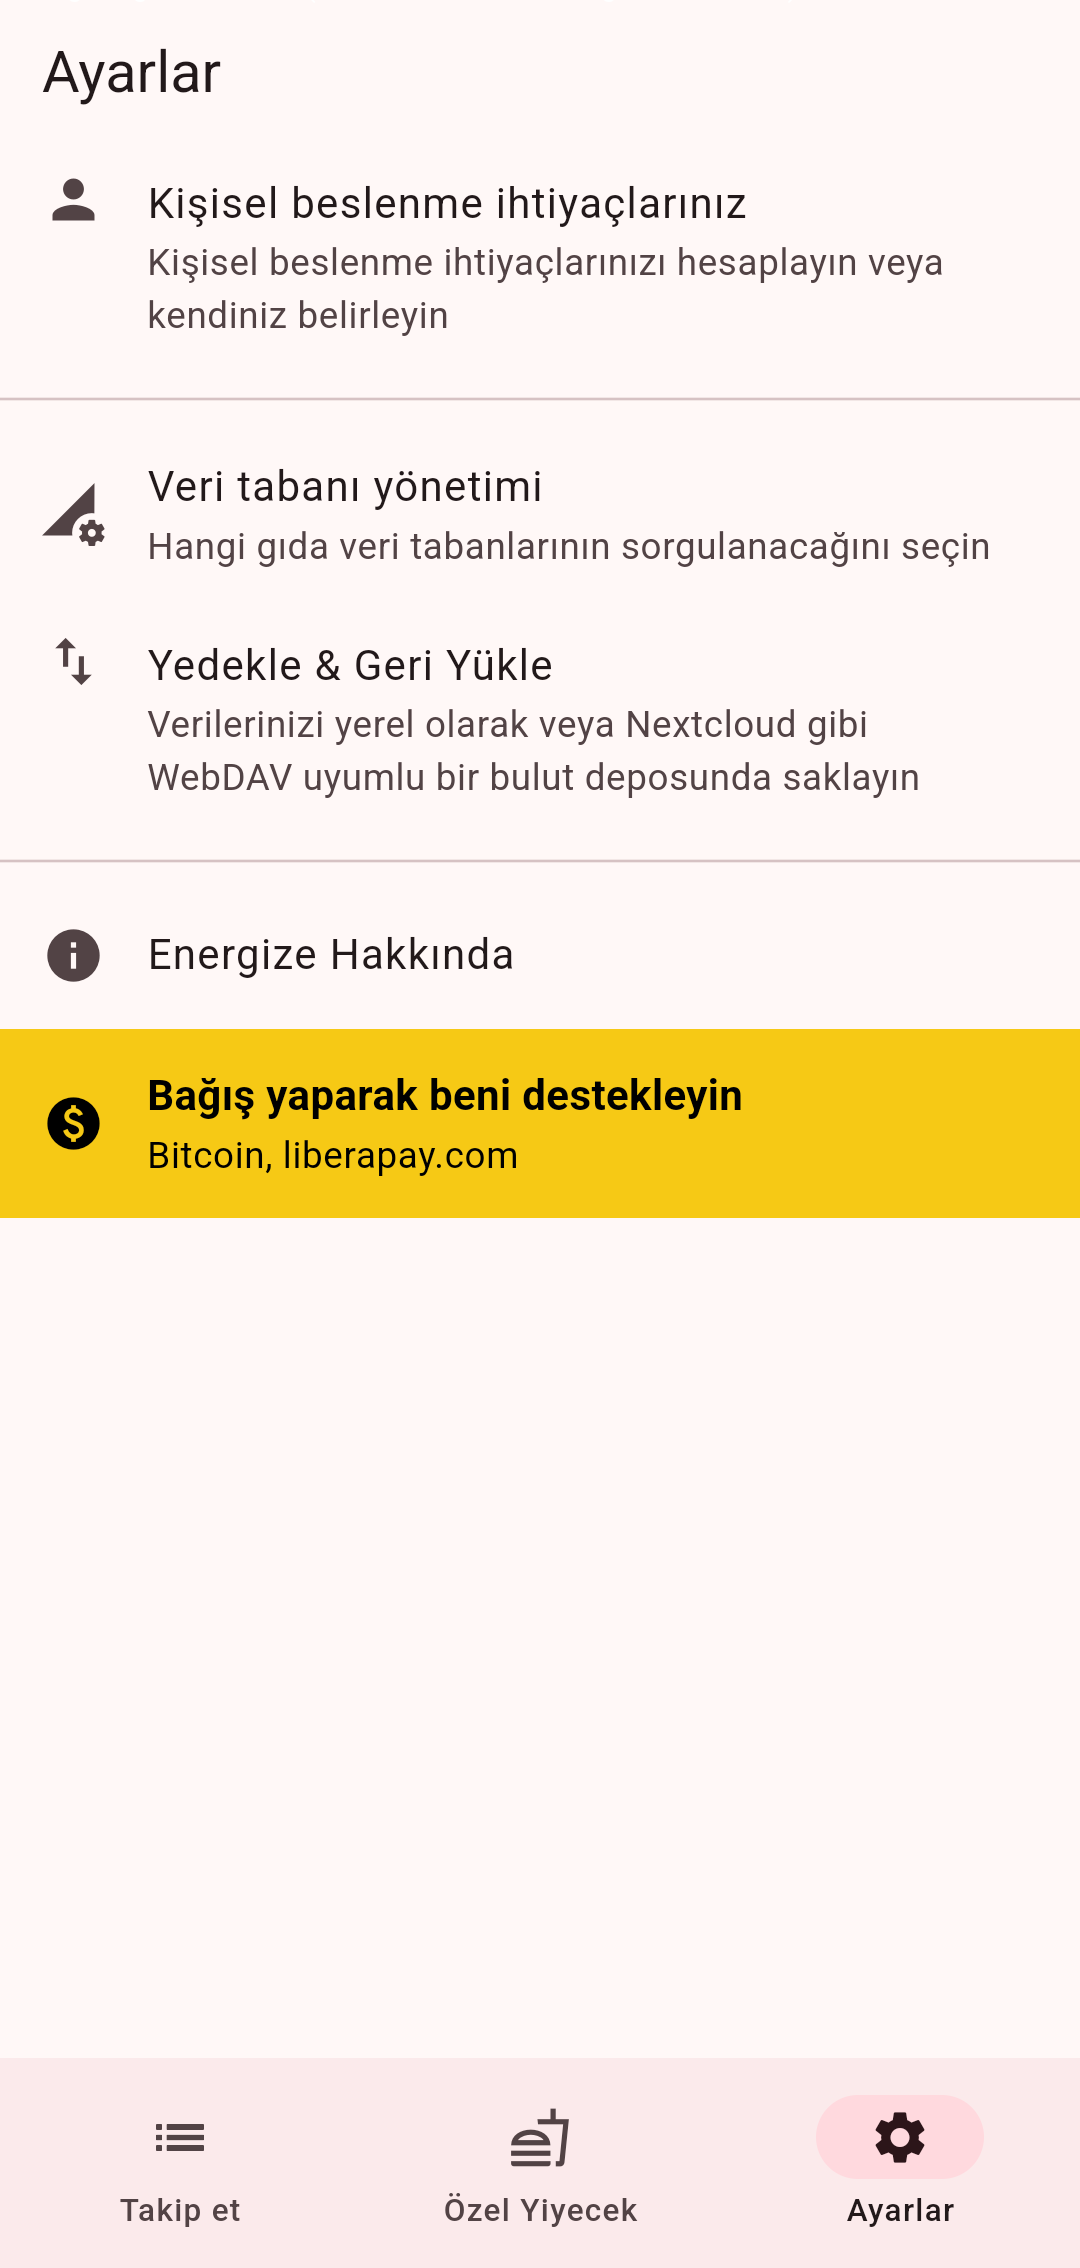 Ayarlar
Kişisel beslenme ihtiyaçlarınız
Kişisel beslenme ihtiyaçlarınızı hesaplayın veya
kendiniz belirleyin
Veri tabanı yönetimi
Hangi gıda veri tabanlarının sorgulanacağını seçin
Yedekle & Geri Yükle
Verilerinizi yerel olarak veya Nextcloud gibi
WebDAV uyumlu bir bulut deposunda saklayın
Energize Hakkında
Bağış yaparak beni destekleyin
Bitcoin, liberapay.com
Takip et
Özel Yiyecek
Ayarlar